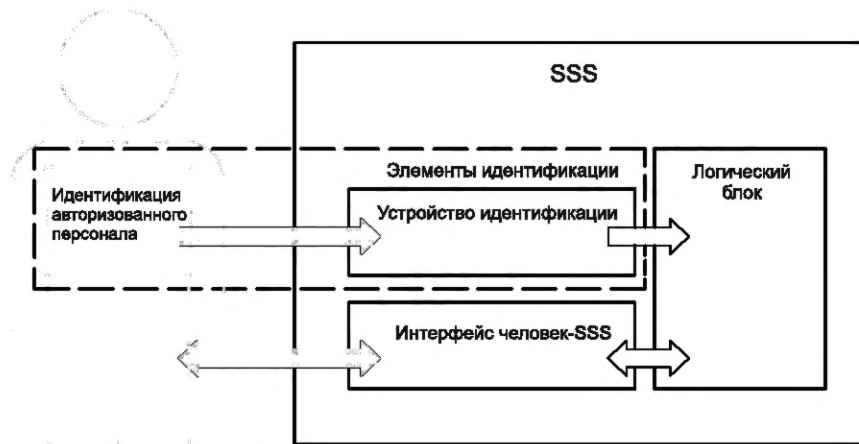 SSS
Элементы идентификации
Логический
блок
Идентификация
авторизованного
персонала
Устройство идентификации
Интерфейс человек-SSS